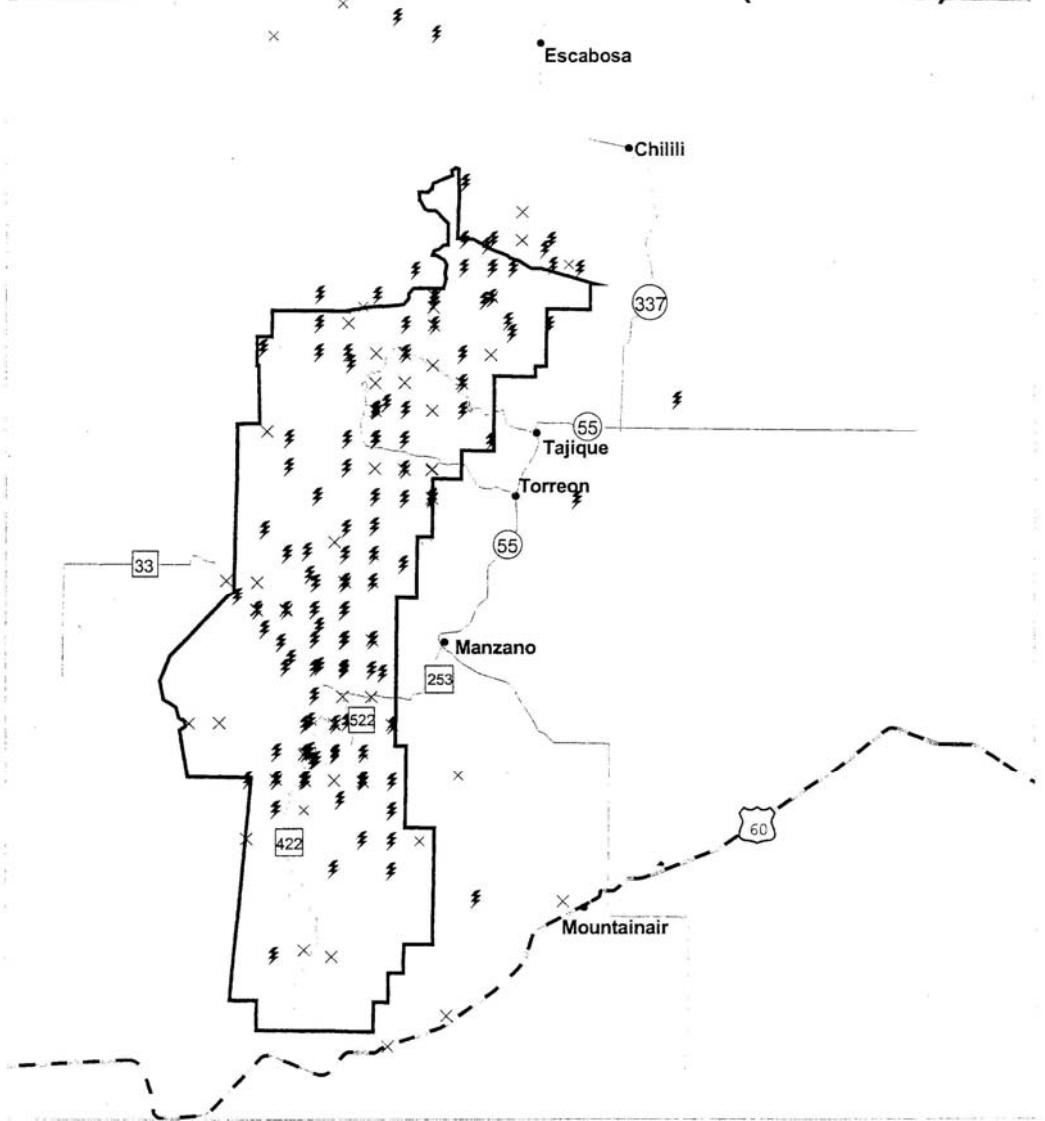 Escabosa
Chilili
337
55
Tajique
Torreon
55
33
Manzano
253
522
60
422
Mountainair